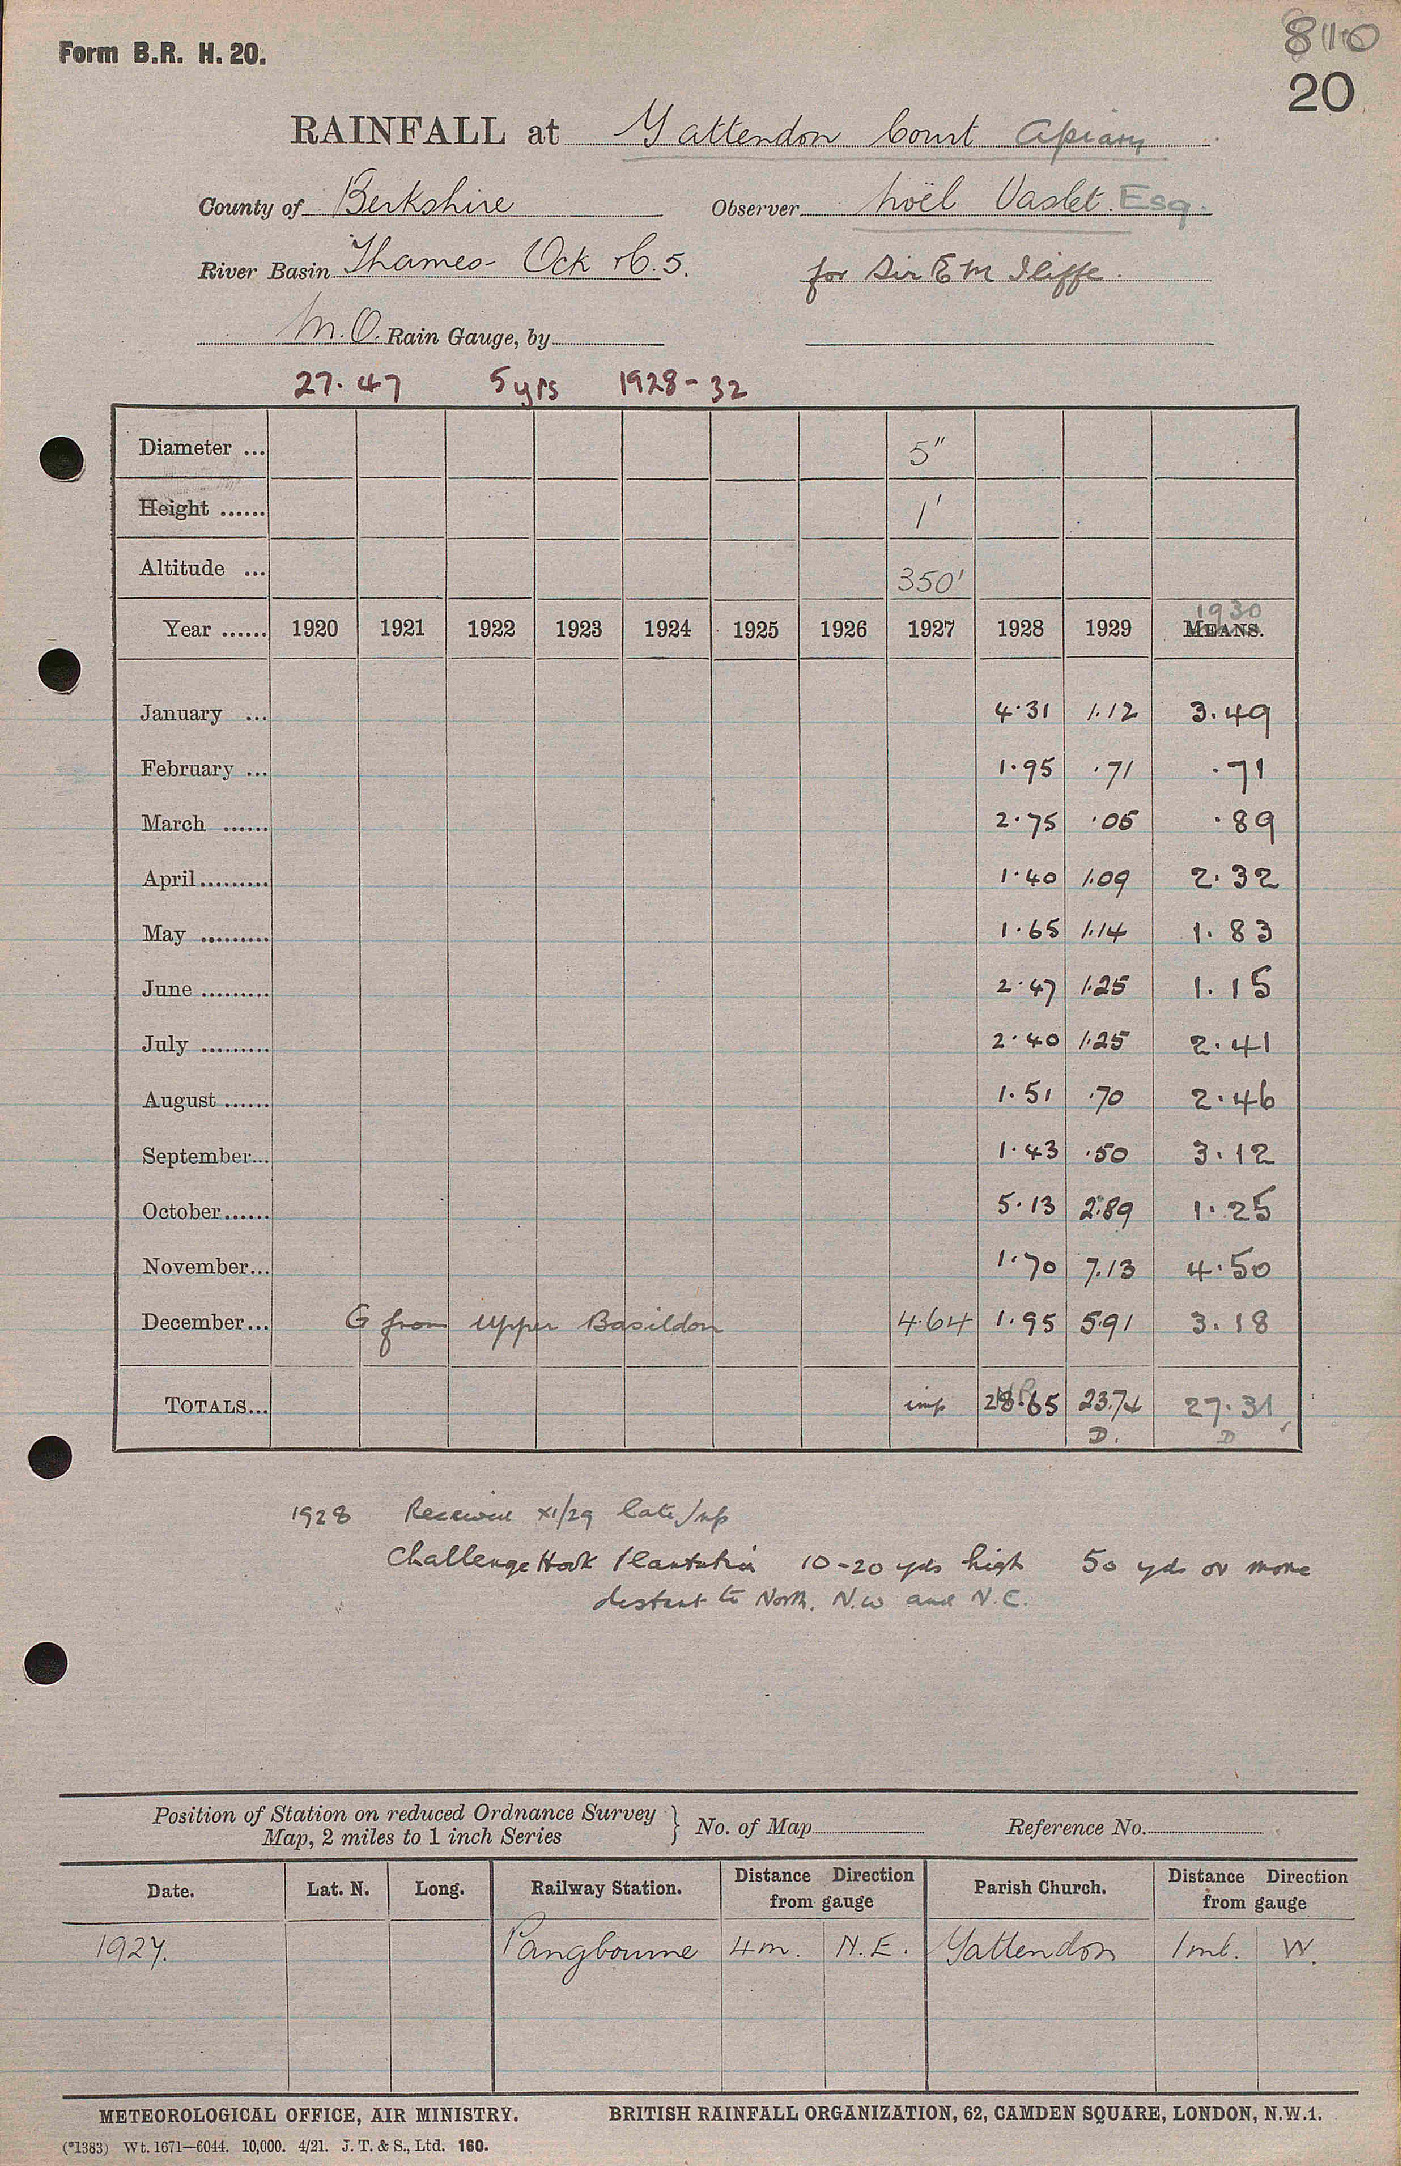 Form B.R. H. 20.
20
RAINFALL at Yattendon Court Apiary
County of Berkshire Observer Noël Vaslet Esq.
River Basin Thames - Ock + C. 5. for Sir E M Iliffe.
M.O. Rain Gauge, by
27.47 5 yrs 1928-32
Diameter ... 5"
Height ...... 1'
Altitude ... 350'
Year ...... 1920 1921 1922 1923 1924 1925 1926 1927 1928 1929 1930 MEANS.
January ... 4.31 1.12 3.49
February ... 1.95 .71 .71
March ...... 2.75 .05 .89
April ......... 1.40 1.09 2.32
May ......... 1.65 1.14 1.83
June ......... 2.47 1.25 1.15
July ......... 2.40 1.25 2.41
August ...... 1.51 .70 2.46
September... 1.43 .50 3.12
October...... 5.13 2.89 1.25
November... 1.70 7.13 4.50
December... G from Upper Basildon 4.64 1.95 5.91 3.18
TOTALS... imp 28.65 23.74 27.31
D. D
1928 Received XI/29 late
Challenge Hook Plantation 10-20 yds high 50 yds or more
distant to North, N.W and N.E.
Position of Station on reduced Ordnance Survey
Map, 2 miles to 1 inch Series } No. of Map Reference No.
Date. Lat. N. Long. Railway Station. Distance Direction from gauge Parish Church. Distance Direction from gauge
1927. Pangbourne 4 m. N.E. Yattendon 1 ml. W.
METEOROLOGICAL OFFICE, AIR MINISTRY. BRITISH RAINFALL ORGANIZATION, 62, CAMDEN SQUARE, LONDON, N.W.1.
(*1383) Wt. 1671—6044. 10,000. 4/21. J. T. & S., Ltd. 160.